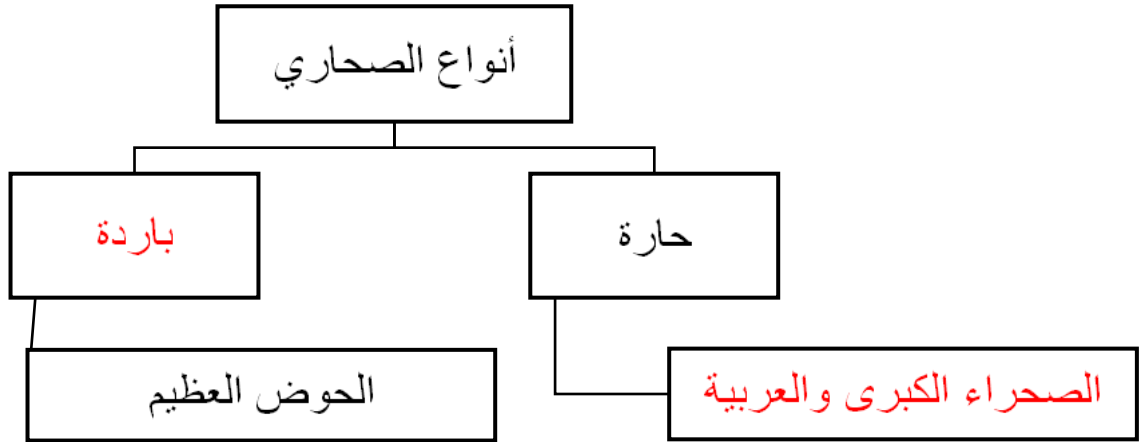 أنواع الصحاري
حارة
باردة
الصحراء الكبرى والعربية
الحوض العظيم